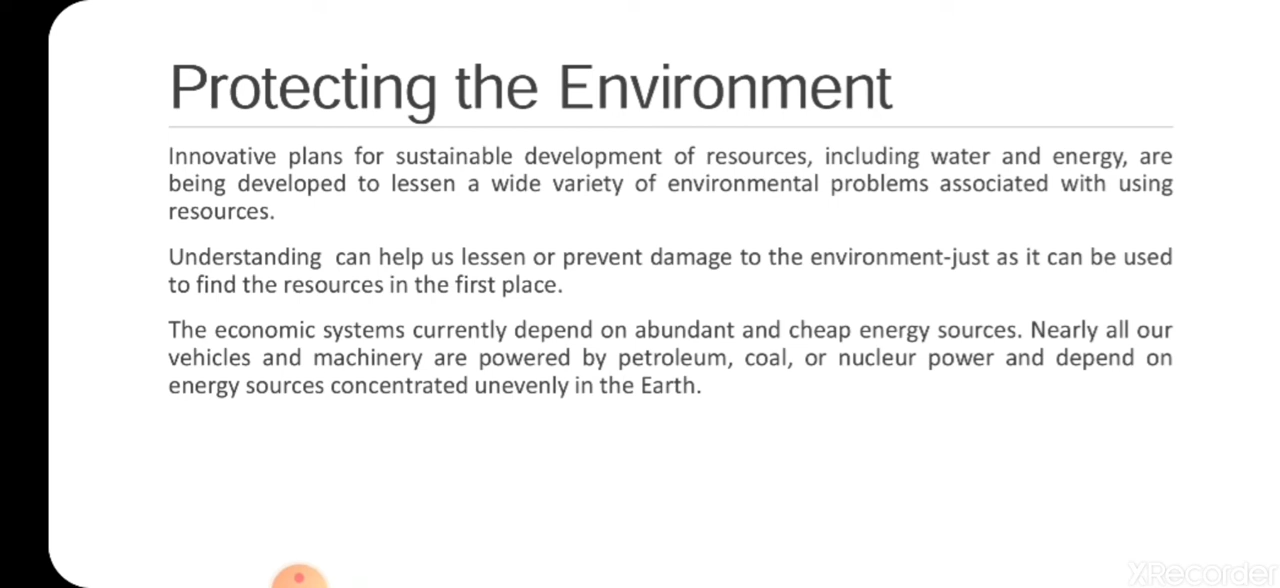 Protecting the Environment
Innovative plans for sustainable development of resources, including water and energy, are
being developed to lessen a wide variety of environmental problems associated with using
resources.
Understanding can help us lessen or prevent damage to the environment-just as it can be used
to find the resources in the first place.
The economic systems currently depend on abundant and cheap energy sources. Nearly all our
vehicles and machinery are powered by petroleum, coal, or nucleur power and depend on
energy sources concentrated unevenly in the Earth.
XRecorder